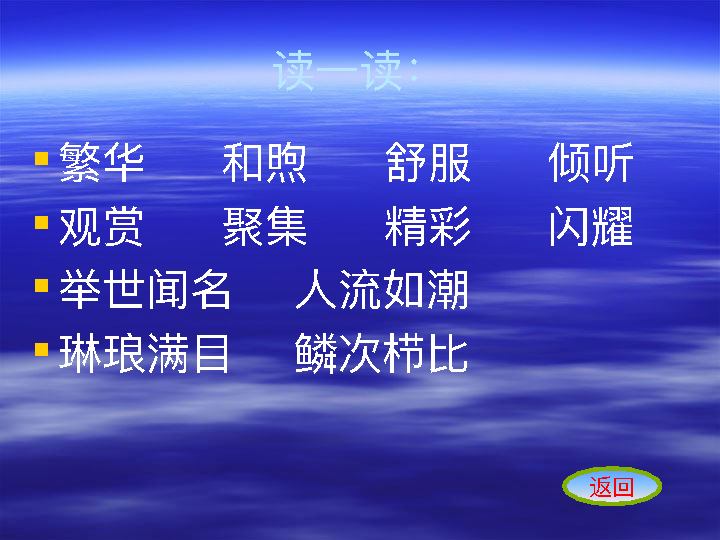 读一读：
繁华 和煦 舒服 倾听
观赏 聚集 精彩 闪耀
举世闻名 人流如潮
琳琅满目 鳞次栉比
返回